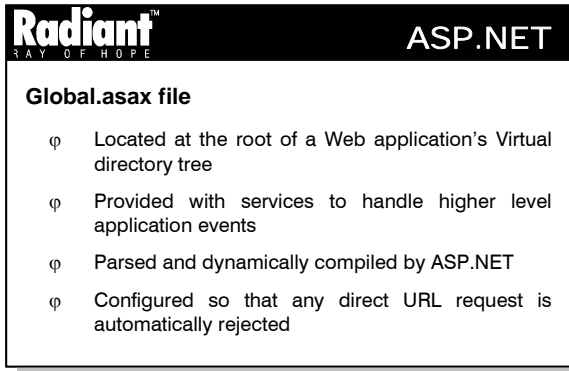 Radiant™
RAY OF HOPE
ASP.NET
Global.asax file
φ Located at the root of a Web application's Virtual
directory tree
φ Provided with services to handle higher level
application events
φ Parsed and dynamically compiled by ASP.NET
φ Configured so that any direct URL request is
automatically rejected